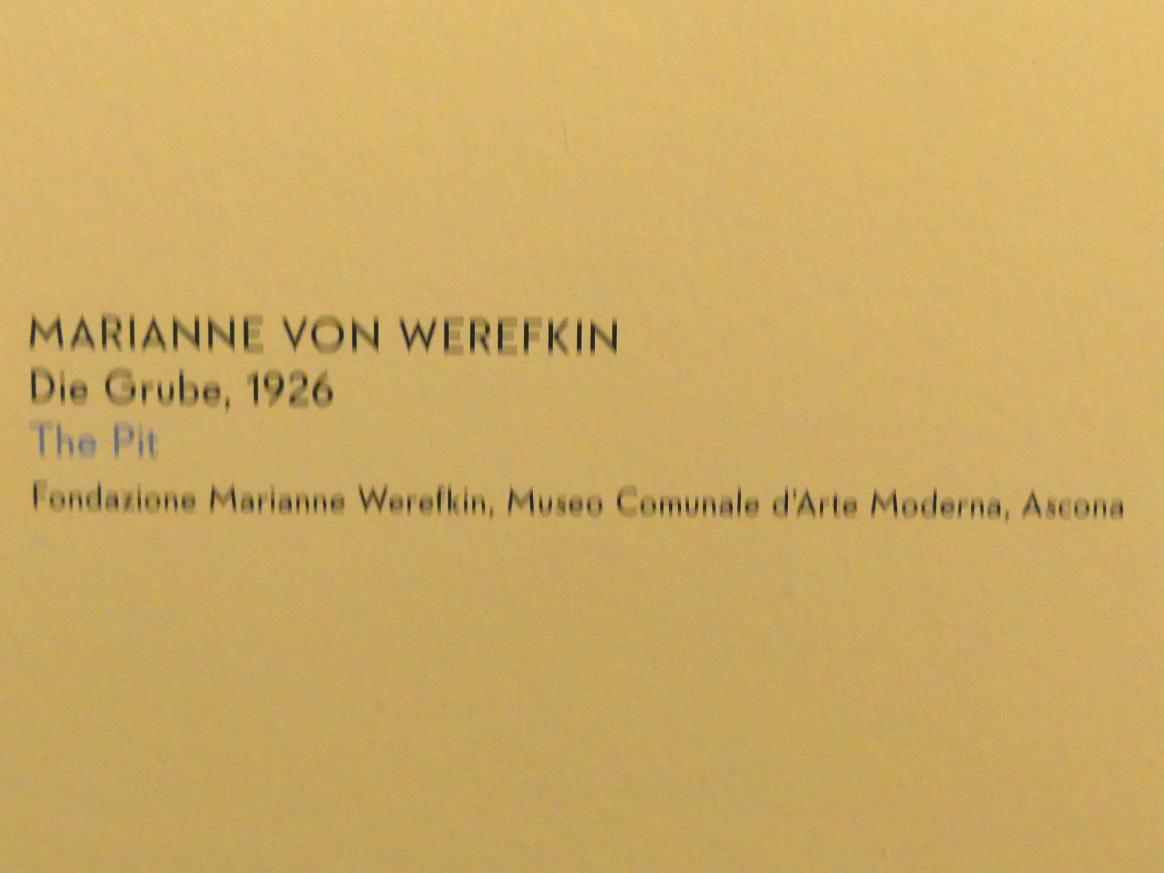 MARIANNE VON WEREFKIN
Die Grube, 1926
The Pit
Fondazione Marianne Werefkin, Museo Comunale d'Arte Moderna, Ascona